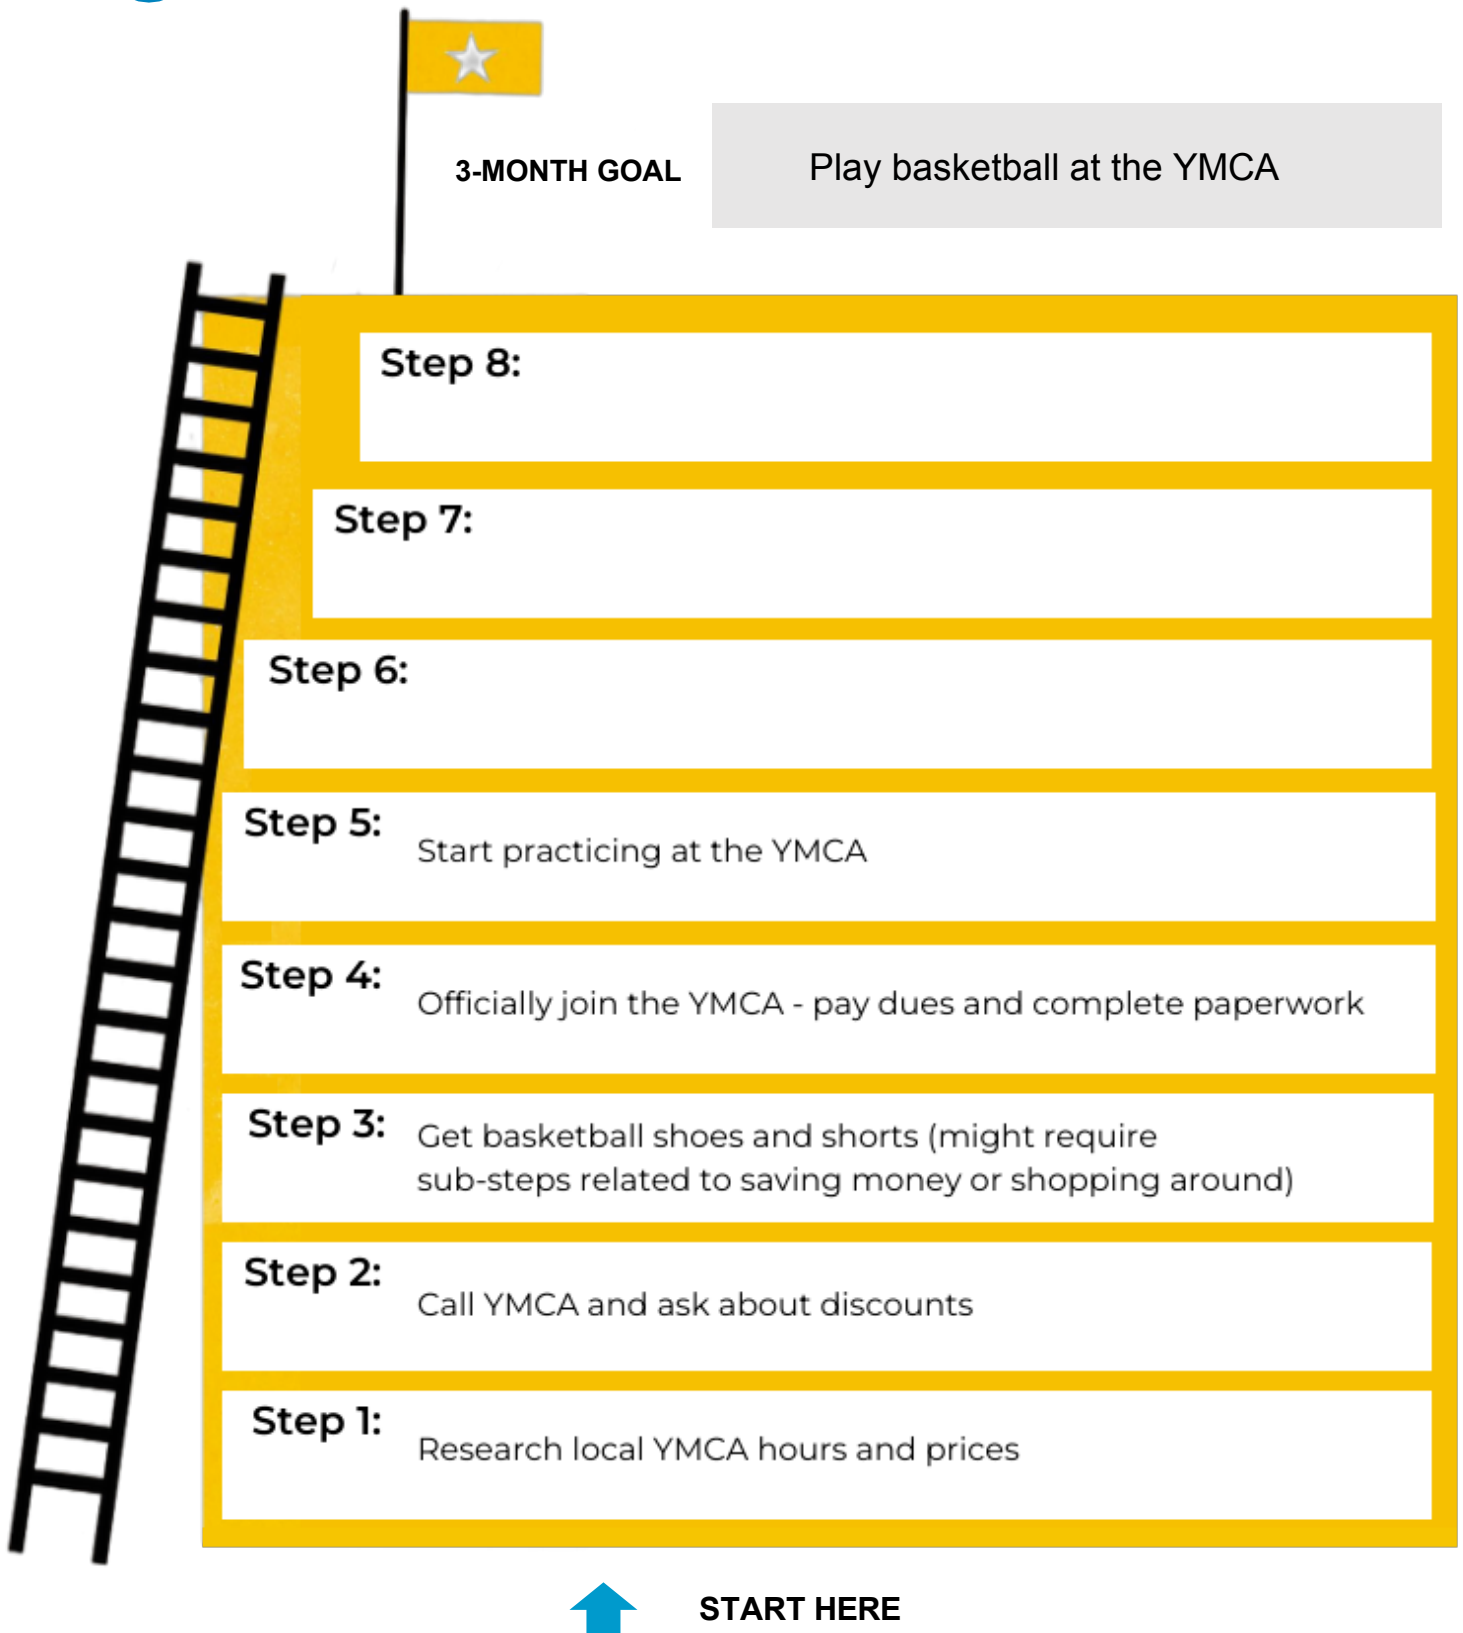 3-MONTH GOAL
Play basketball at the YMCA
Step 8:
Step 7:
Step 6:
Step 5:
Start practicing at the YMCA
Step 4:
Officially join the YMCA - pay dues and complete paperwork
Step 3:
Get basketball shoes and shorts (might require
sub-steps related to saving money or shopping around)
Step 2:
Call YMCA and ask about discounts
Step 1:
Research local YMCA hours and prices
START HERE